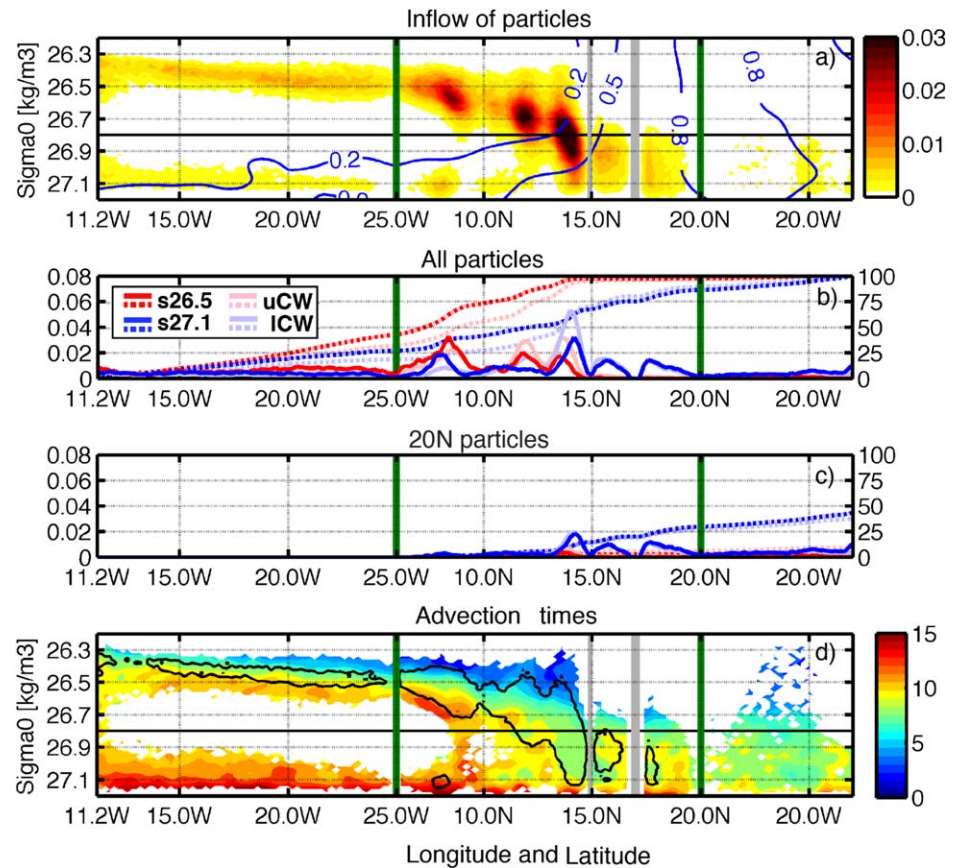 Inflow of particles
Sigma0 [kg/m3]
26.3
26.5
26.7
26.9
27.1
a)
0.2
0.5
0.8
0.8
0.2
0.03
0.02
0.01
0
11.2W 15.0W 20.0W 25.0W 10.0N 15.0N 20.0N 20.0W
All particles
0.08 100
0.06 75
0.04 50
0.02 25
0 0
b)
s26.5 uCW
s27.1 lCW
11.2W 15.0W 20.0W 25.0W 10.0N 15.0N 20.0N 20.0W
20N particles
0.08 100
0.06 75
0.04 50
0.02 25
0 0
c)
11.2W 15.0W 20.0W 25.0W 10.0N 15.0N 20.0N 20.0W
Advection times
Sigma0 [kg/m3]
26.3
26.5
26.7
26.9
27.1
d)
15
10
5
0
11.2W 15.0W 20.0W 25.0W 10.0N 15.0N 20.0N 20.0W
Longitude and Latitude